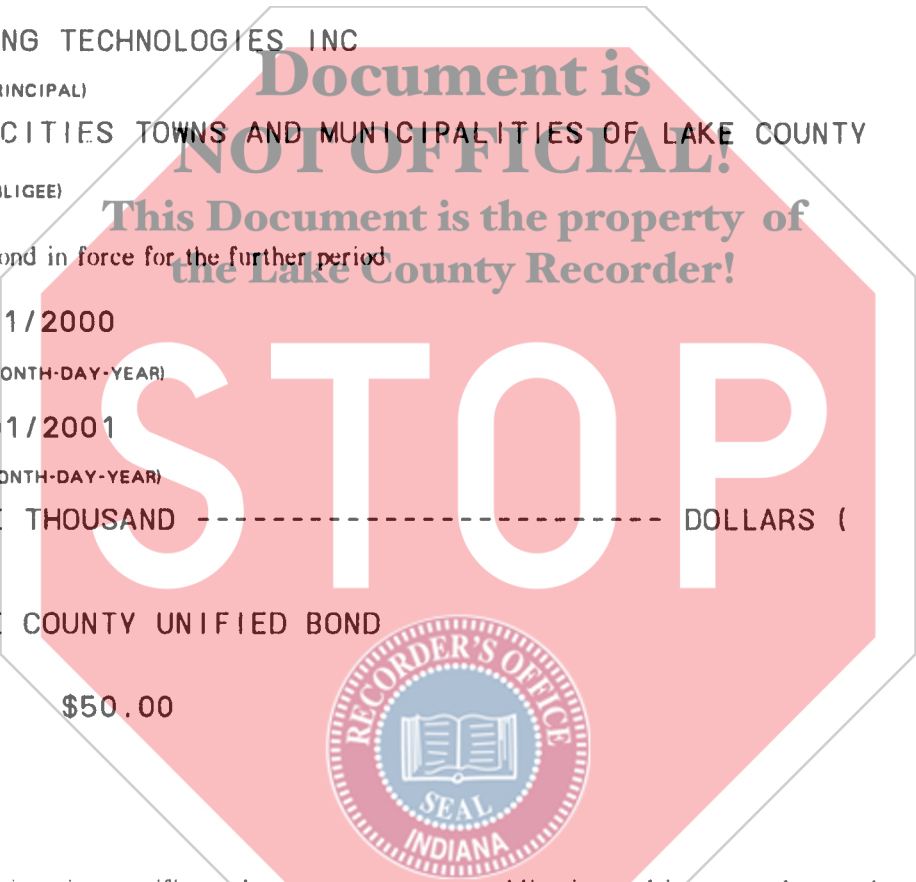 NG TECHNOLOGIES INC
Document is
RINCIPAL)
CITIES TOWNS AND MUNICIPALITIES OF LAKE COUNTY
NOT OFFICIAL!
LIGEE)
This Document is the property of
ond in force for the further period
the Lake County Recorder!
1/2000
ONTH-DAY-YEAR)
1/2001
ONTH-DAY-YEAR)
STOP
THOUSAND ------------------------- DOLLARS (
COUNTY UNIFIED BOND
RECORDER'S OFFICE
$50.00
SEAL
INDIANA